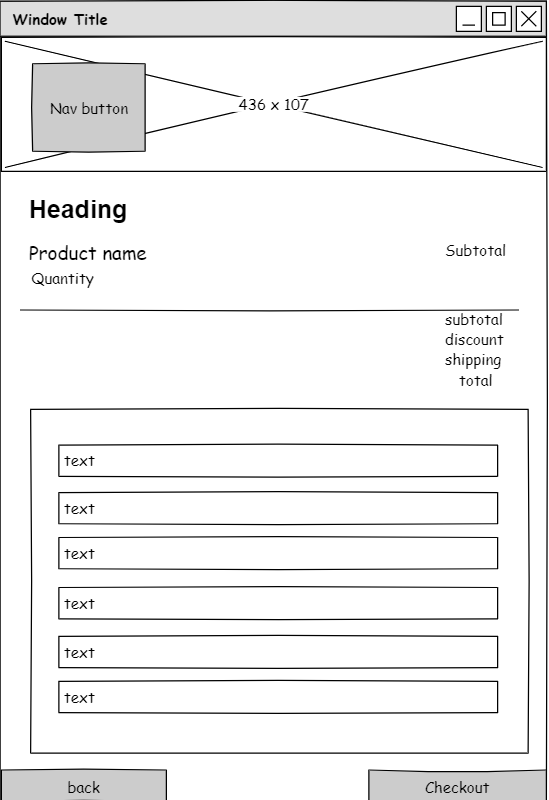 Window Title
Nav button
436 x 107
Heading
Product name
Subtotal
Quantity
subtotal
discount
shipping
total
text
text
text
text
text
text
back
Checkout